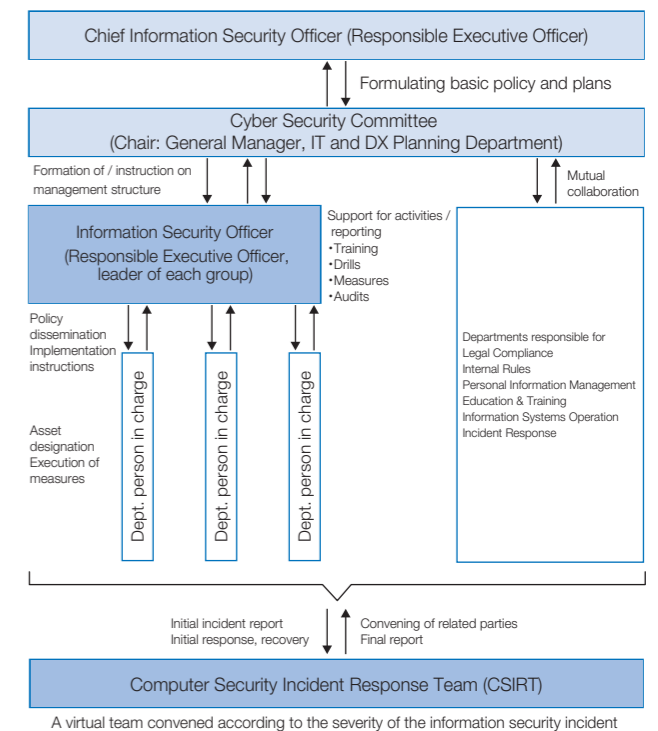 Chief Information Security Officer (Responsible Executive Officer)
Formulating basic policy and plans
Cyber Security Committee
(Chair: General Manager, IT and DX Planning Department)
Formation of / instruction on
management structure
Mutual
collaboration
Information Security Officer
(Responsible Executive Officer,
leader of each group)
Support for activities /
reporting
•Training
•Drills
•Measures
•Audits
Policy
dissemination
Implementation
instructions
Asset
designation
Execution of
measures
Dept. person in charge
Dept. person in charge
Dept. person in charge
Departments responsible for
Legal Compliance
Internal Rules
Personal Information Management
Education & Training
Information Systems Operation
Incident Response
Initial incident report
Initial response, recovery
Convening of related parties
Final report
Computer Security Incident Response Team (CSIRT)
A virtual team convened according to the severity of the information security incident